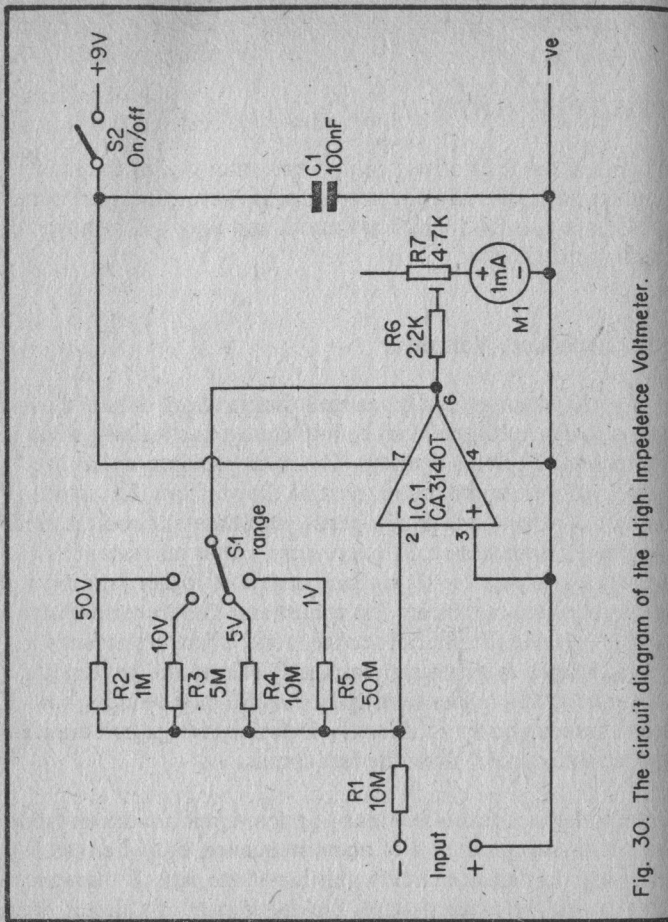 50V
R2
1M
10V
R3
5M
5V
R4
10M
1V
R5
50M
S1
range
R1
10M
-
Input
+
2
-
7
I.C.1
CA3140T
3
+
4
6
R6
2·2K
R7
4·7K
+
1mA
-
M1
C1
100nF
S2
On/off
+9V
-ve
Fig. 30. The circuit diagram of the High Impedence Voltmeter.